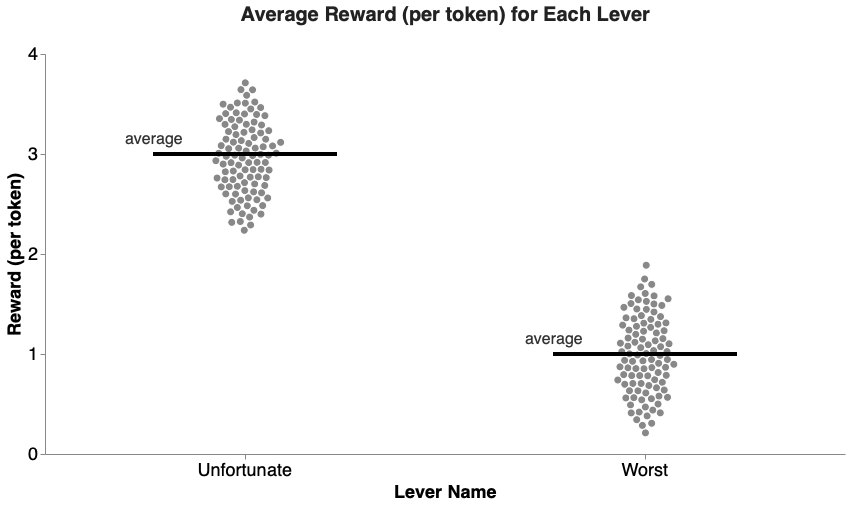 Average Reward (per token) for Each Lever
Reward (per token)
4
3
2
1
0
average
average
Unfortunate
Worst
Lever Name